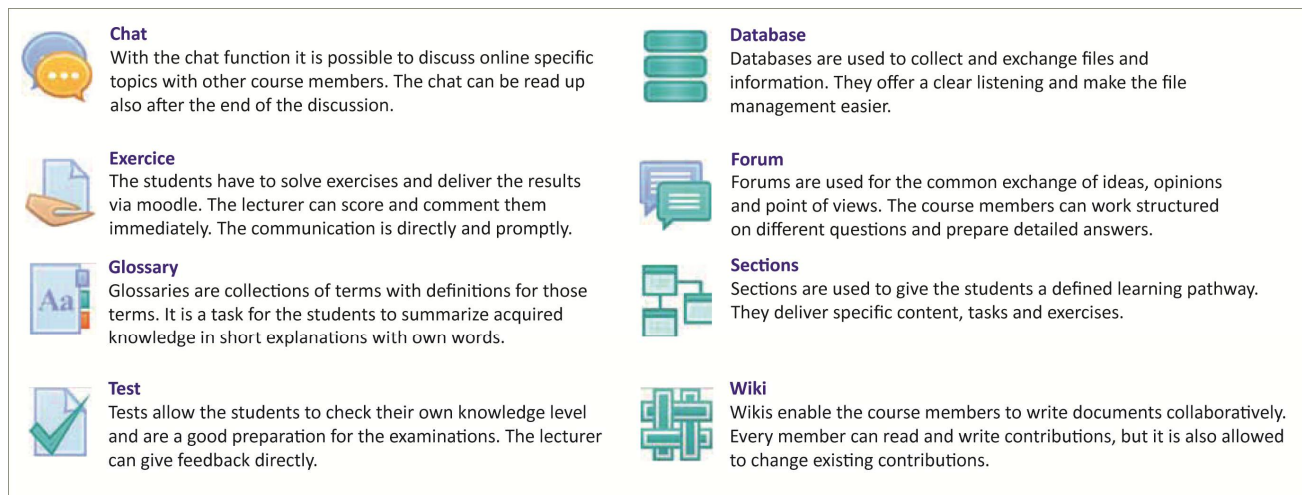 Chat
With the chat function it is possible to discuss online specific
topics with other course members. The chat can be read up
also after the end of the discussion.
Exercice
The students have to solve exercises and deliver the results
via moodle. The lecturer can score and comment them
immediately. The communication is directly and promptly.
Aa
Glossary
Glossaries are collections of terms with definitions for those
terms. It is a task for the students to summarize acquired
knowledge in short explanations with own words.
Test
Tests allow the students to check their own knowledge level
and are a good preparation for the examinations. The lecturer
can give feedback directly.
Database
Databases are used to collect and exchange files and
information. They offer a clear listening and make the file
management easier.
Forum
Forums are used for the common exchange of ideas, opinions
and point of views. The course members can work structured
on different questions and prepare detailed answers.
Sections
Sections are used to give the students a defined learning pathway.
They deliver specific content, tasks and exercises.
Wiki
Wikis enable the course members to write documents collaboratively.
Every member can read and write contributions, but it is also allowed
to change existing contributions.